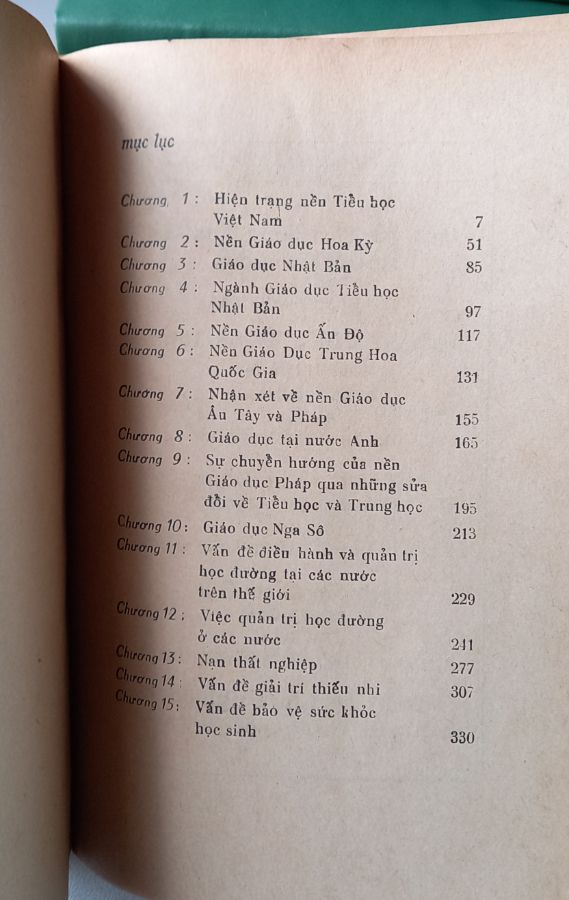 mục lục
Chương 1: Hiện trạng nền Tiểu học
Việt Nam 7
Chương 2: Nền Giáo dục Hoa Kỳ 51
Chương 3: Giáo dục Nhật Bản 85
Chương 4: Ngành Giáo dục Tiểu học
Nhật Bản 97
Chương 5: Nền Giáo dục Ấn Độ 117
Chương 6: Nền Giáo Dục Trung Hoa
Quốc Gia 131
Chương 7: Nhận xét về nền Giáo dục
Âu Tây và Pháp 155
Chương 8: Giáo dục tại nước Anh 165
Chương 9: Sự chuyển hướng của nền
Giáo dục Pháp qua những sửa
đổi về Tiểu học và Trung học 195
Chương 10: Giáo dục Nga Sô 213
Chương 11: Vấn đề điều hành và quản trị
học đường tại các nước
trên thế giới 229
Chương 12: Việc quản trị học đường
ở các nước 241
Chương 13: Nạn thất nghiệp 277
Chương 14: Vấn đề giải trí thiếu nhi 307
Chương 15: Vấn đề bảo vệ sức khỏe
học sinh 330